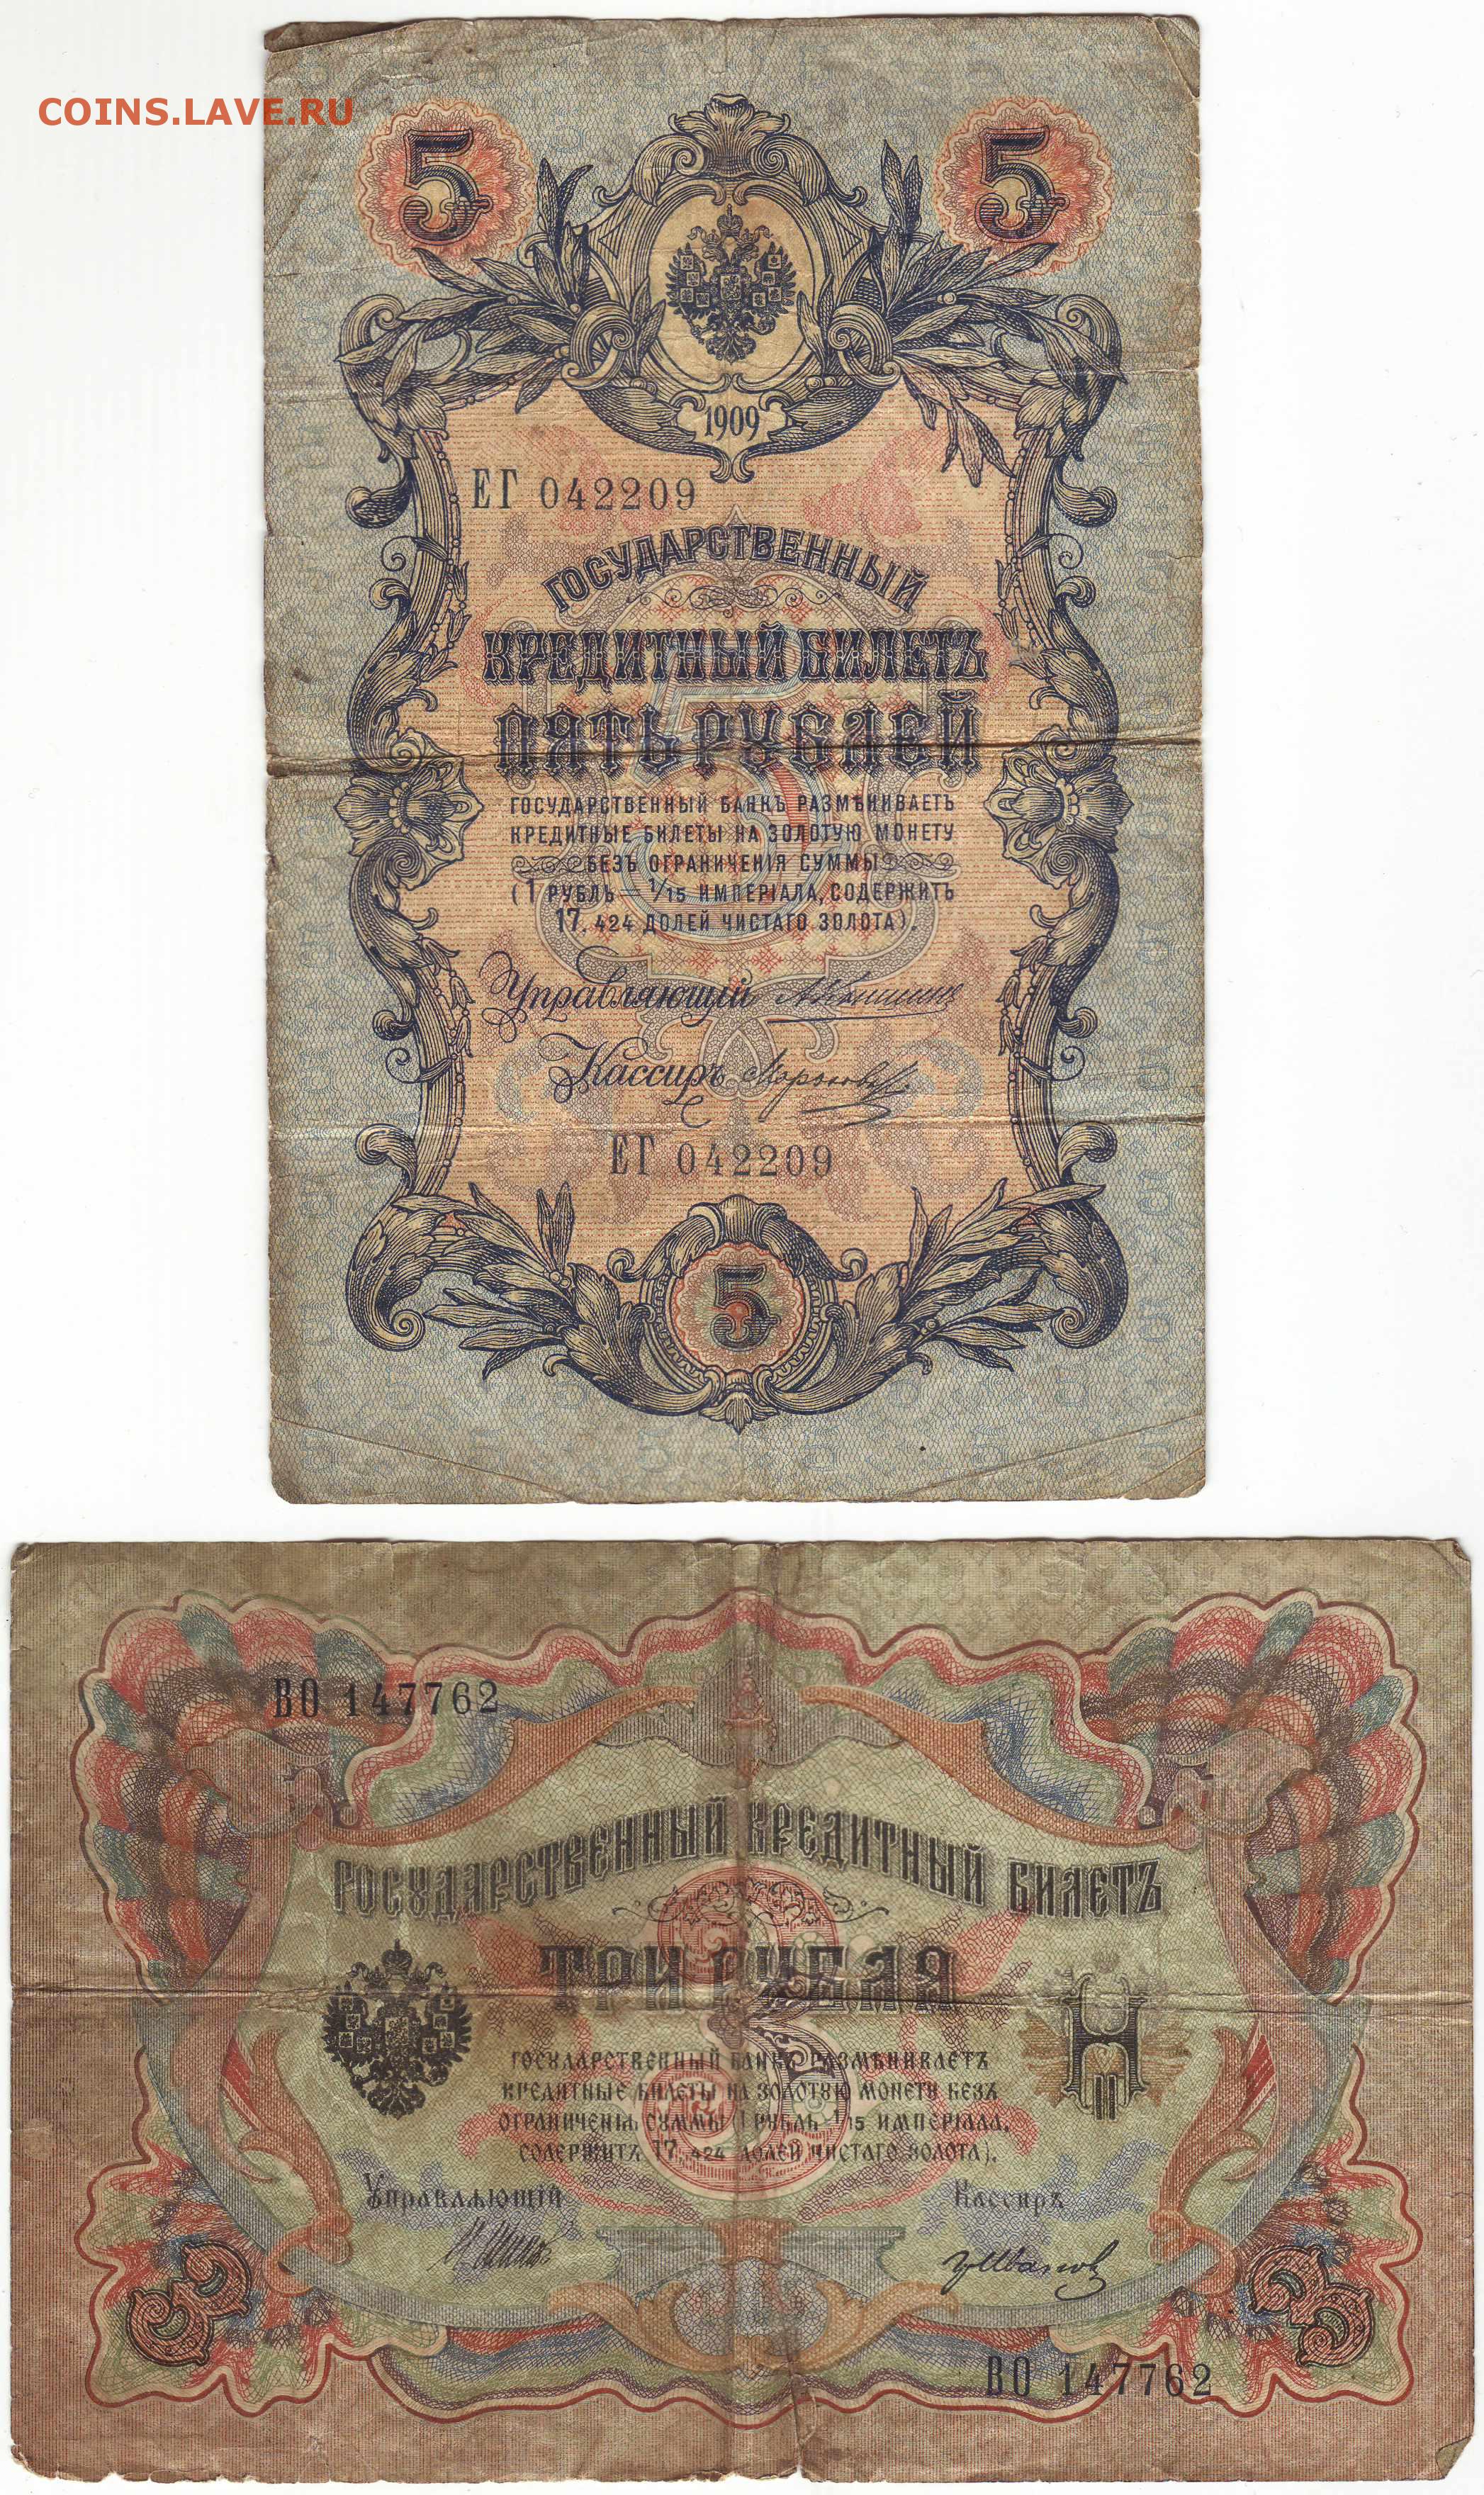 COINS.LAVE.RU
5 5
1909
ЕГ 042209
ГОСУДАРСТВЕННЫЙ
КРЕДИТНЫЙ БИЛЕТЪ
ПЯТЬ РУБЛЕЙ
ГОСУДАРСТВЕННЫЙ БАНКЪ РАЗМѢНИВАЕТЪ
КРЕДИТНЫЕ БИЛЕТЫ НА ЗОЛОТУЮ МОНЕТУ
БЕЗЪ ОГРАНИЧЕНІЯ СУММЫ
(1 РУБЛЬ = 1/15 ИМПЕРІАЛА, СОДЕРЖИТЪ
17,424 ДОЛЕЙ ЧИСТАГО ЗОЛОТА).
Управляющій
Кассиръ
ЕГ 042209
5
ВО 147762
ГОСУДАРСТВЕННЫЙ КРЕДИТНЫЙ БИЛЕТЪ
ТРИ РУБЛЯ
3
Н
II
ГОСУДАРСТВЕННЫЙ БАНКЪ РАЗМѢНИВАЕТЪ
КРЕДИТНЫЕ БИЛЕТЫ НА ЗОЛОТУЮ МОНЕТУ БЕЗЪ
ОГРАНИЧЕНІЯ СУММЫ (1 РУБЛЬ = 1/15 ИМПЕРІАЛА,
СОДЕРЖИТЪ 17,424 ДОЛЕЙ ЧИСТАГО ЗОЛОТА).
Управляющій Кассиръ
3 3
ВО 147762